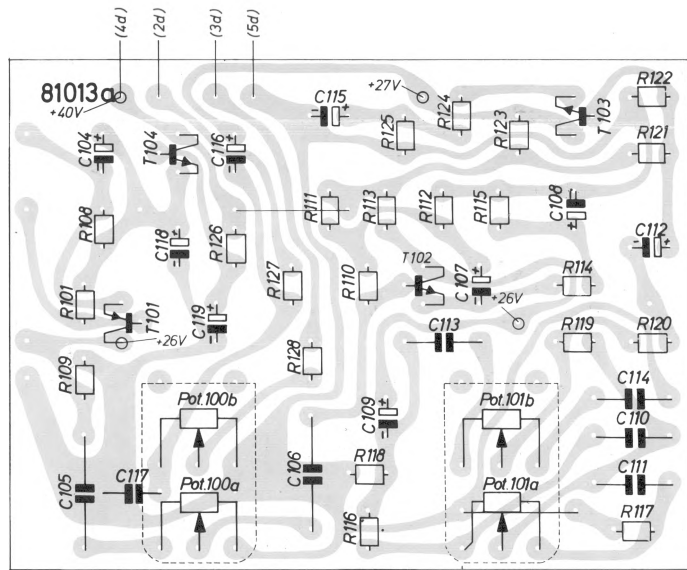 (4d) (2d) (3d) (5d)
81013a
+40V
C115
+27V
R124
R125
R123
T103
R122
R121
C104
T104
C116
R108
C118
R126
R111
R113
R112
R115
C108
C112
R127
R110
T102
C107
+26V
R114
R101
T101
+26V
C119
R128
C113
R119
R120
R109
Pot.100b
C109
Pot.101b
C114
C110
C105
C117
Pot.100a
C106
R118
R116
Pot.101a
C111
R117